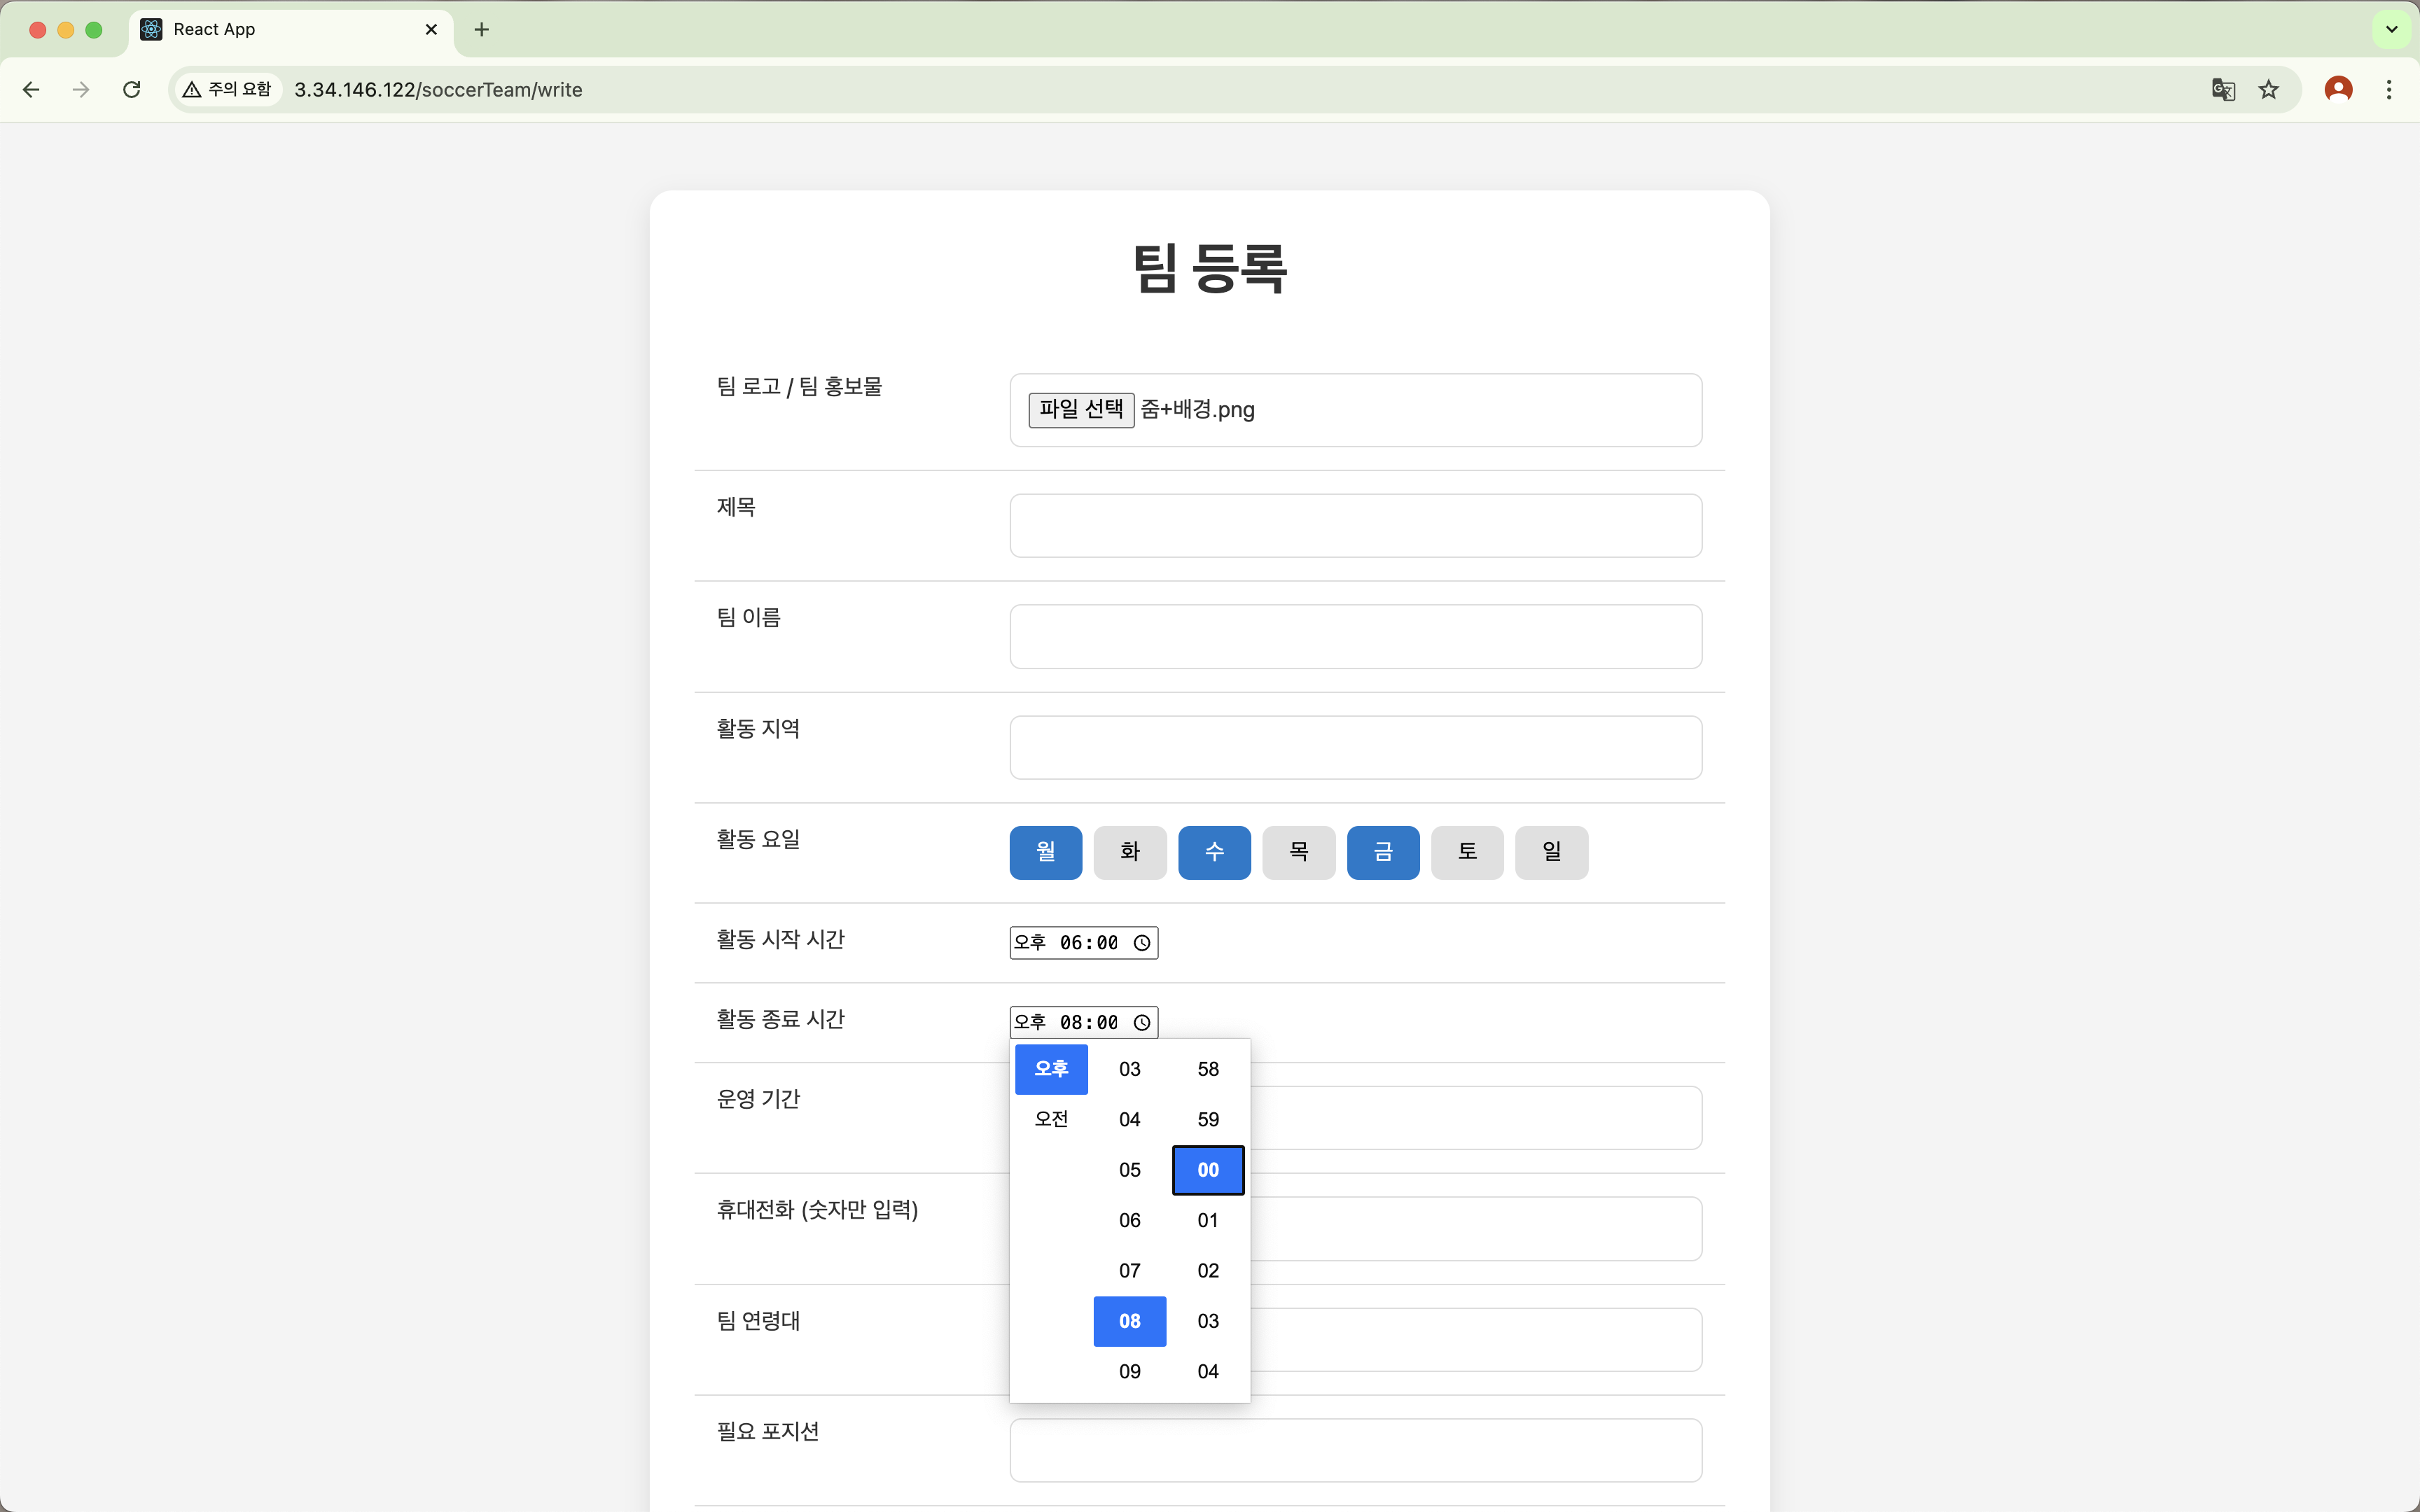 React App
주의 요함 3.34.146.122/soccerTeam/write
팀 등록
팀 로고 / 팀 홍보물
파일 선택 줌+배경.png
제목
팀 이름
활동 지역
활동 요일
월 화 수 목 금 토 일
활동 시작 시간
오후 06:00
활동 종료 시간
오후 08:00
오후 03 58
오전 04 59
05 00
06 01
07 02
08 03
09 04
운영 기간
휴대전화 (숫자만 입력)
팀 연령대
필요 포지션